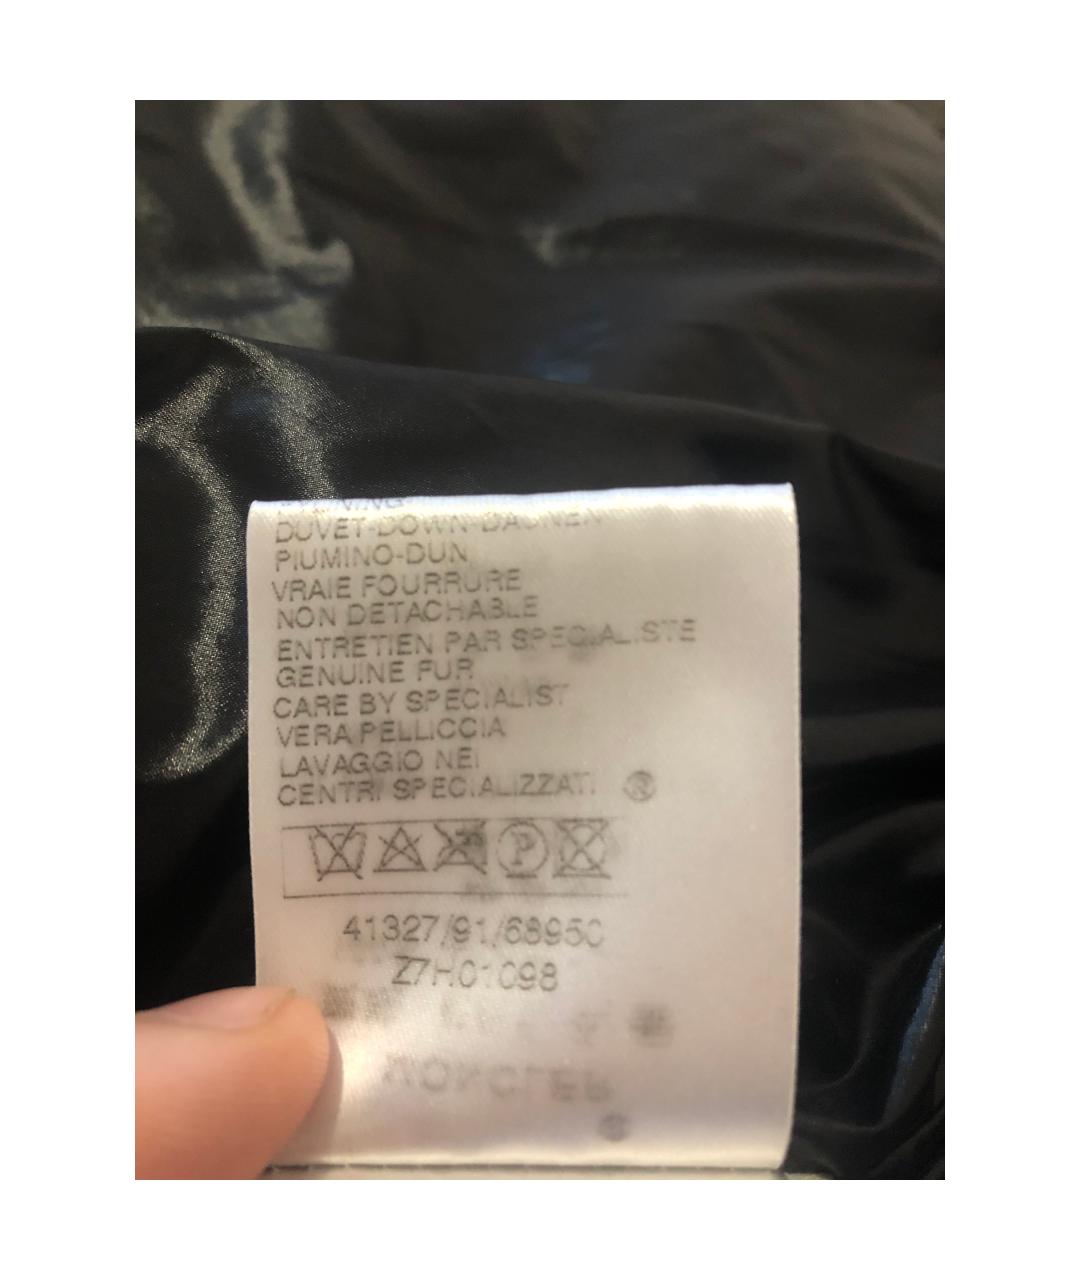 DUVET-DOWN-DAUNEN
PIUMINO-DUN
VRAIE FOURRURE
NON DETACHABLE
ENTRETIEN PAR SPECIALISTE
GENUINE FUR
CARE BY SPECIALIST
VERA PELLICCIA
LAVAGGIO NEI
CENTRI SPECIALIZZATI ®
P
41327/91/68950
Z7H01098
MONCLER